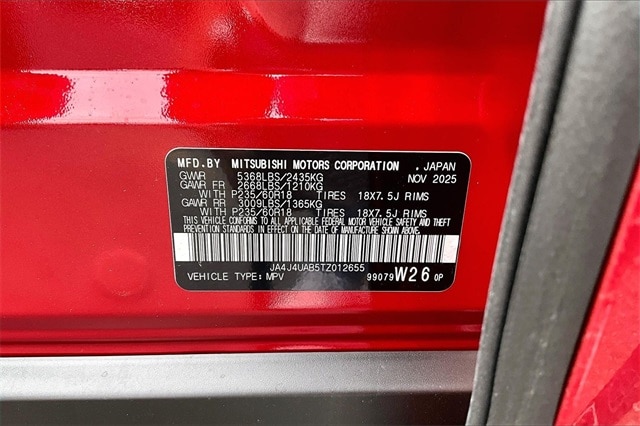 MFD.BY MITSUBISHI MOTORS CORPORATION , JAPAN
GVWR 5368LBS/2435KG NOV 2025
GAWR FR 2668LBS/1210KG
WITH P235/60R18 TIRES 18X7.5J RIMS
GAWR RR 3009LBS/1365KG
WITH P235/60R18 TIRES 18X7.5J RIMS
THIS VEHICLE CONFORMS TO ALL APPLICABLE FEDERAL MOTOR VEHICLE SAFETY AND THEFT
PREVENTION STANDARDS IN EFFECT ON THE DATE OF MANUFACTURE SHOWN ABOVE.
JA4J4UAB5TZ012655
VEHICLE TYPE: MPV 99079 W26 0P